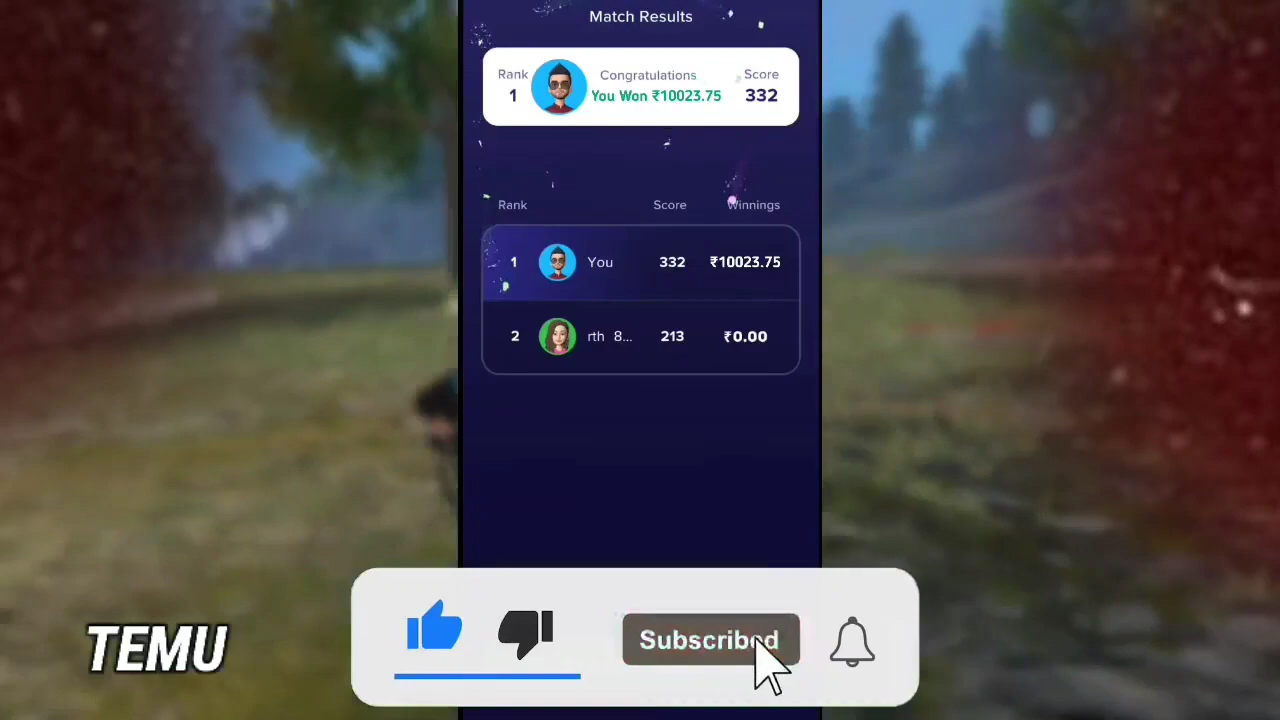 Match Results
Rank Congratulations Score
1 You Won ₹10023.75 332
Rank Score Winnings
1 You 332 ₹10023.75
2 rth 8... 213 ₹0.00
TEMU
Subscribed